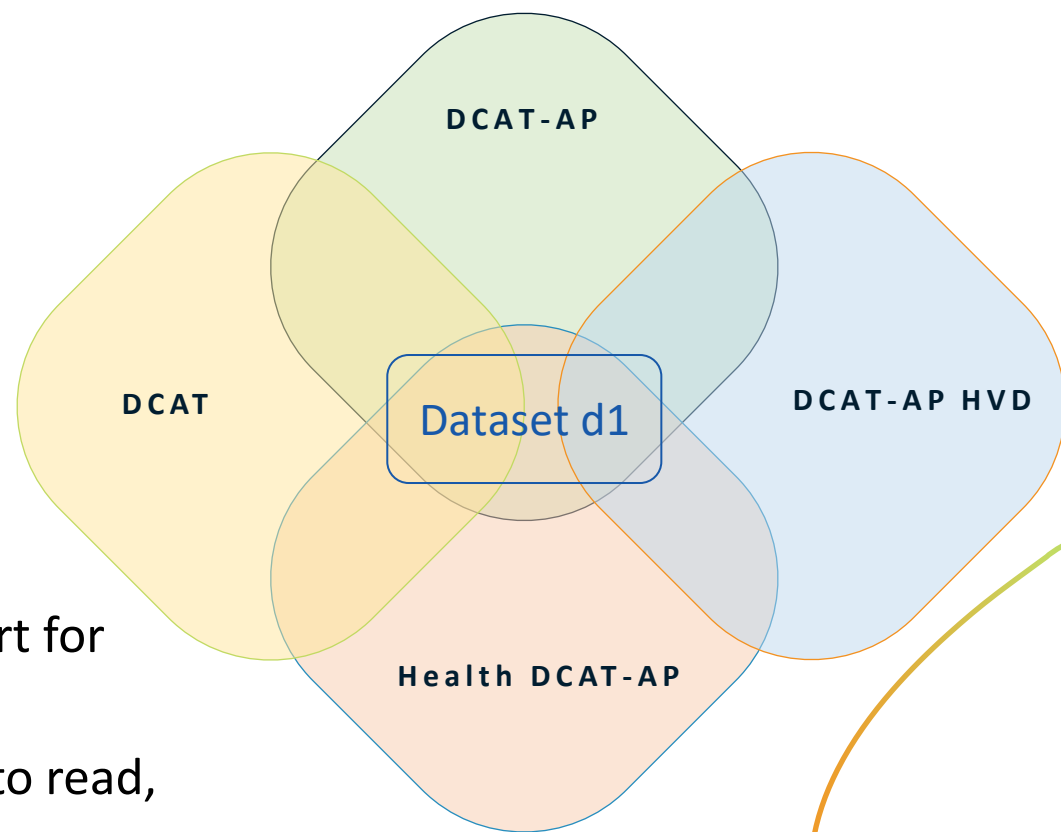 DCAT-AP
DCAT
DCAT-AP HVD
Dataset d1
rt for
Health DCAT-AP
to read,